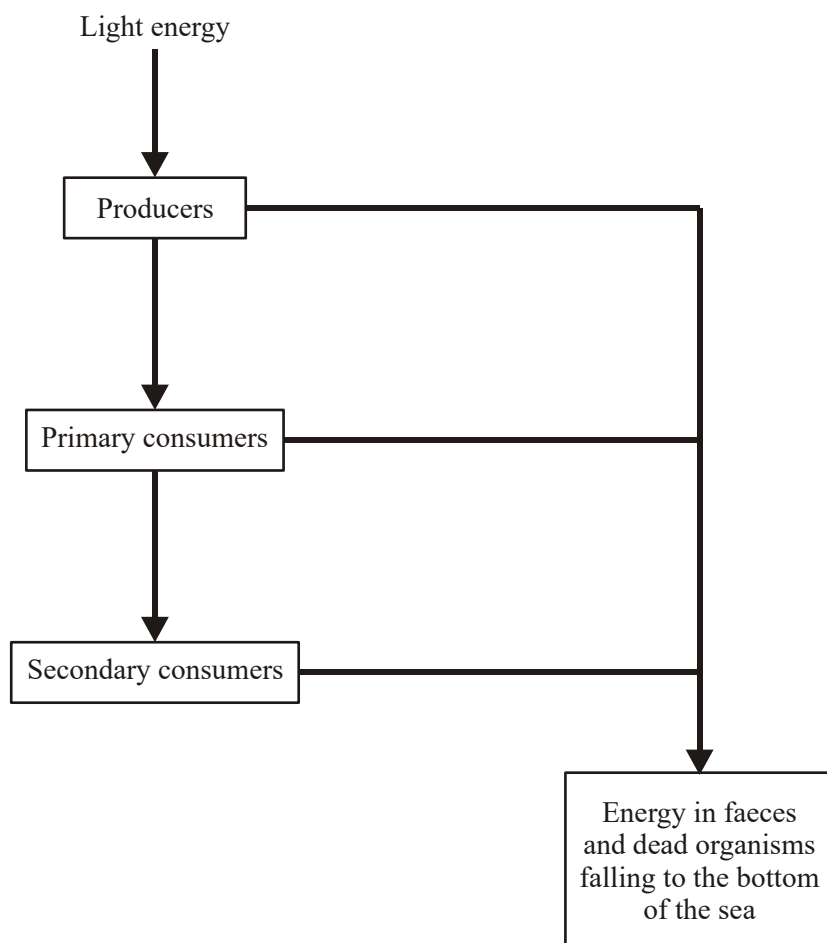 Light energy
Producers
Primary consumers
Secondary consumers
Energy in faeces
and dead organisms
falling to the bottom
of the sea